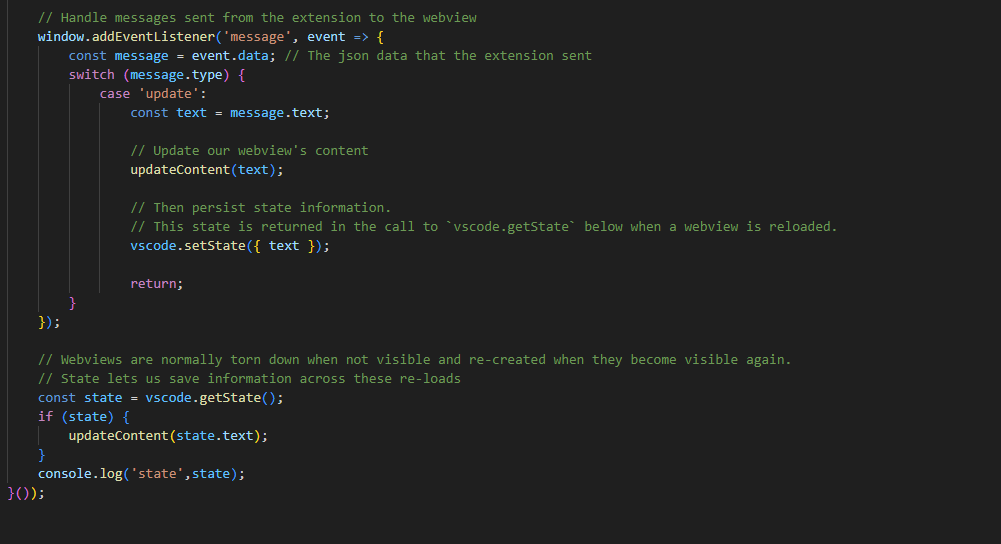 // Handle messages sent from the extension to the webview
window.addEventListener('message', event => {
const message = event.data; // The json data that the extension sent
switch (message.type) {
case 'update':
const text = message.text;
// Update our webview's content
updateContent(text);
// Then persist state information.
// This state is returned in the call to `vscode.getState` below when a webview is reloaded.
vscode.setState({ text });
return;
}
});
// Webviews are normally torn down when not visible and re-created when they become visible again.
// State lets us save information across these re-loads
const state = vscode.getState();
if (state) {
updateContent(state.text);
}
console.log('state',state);
}());